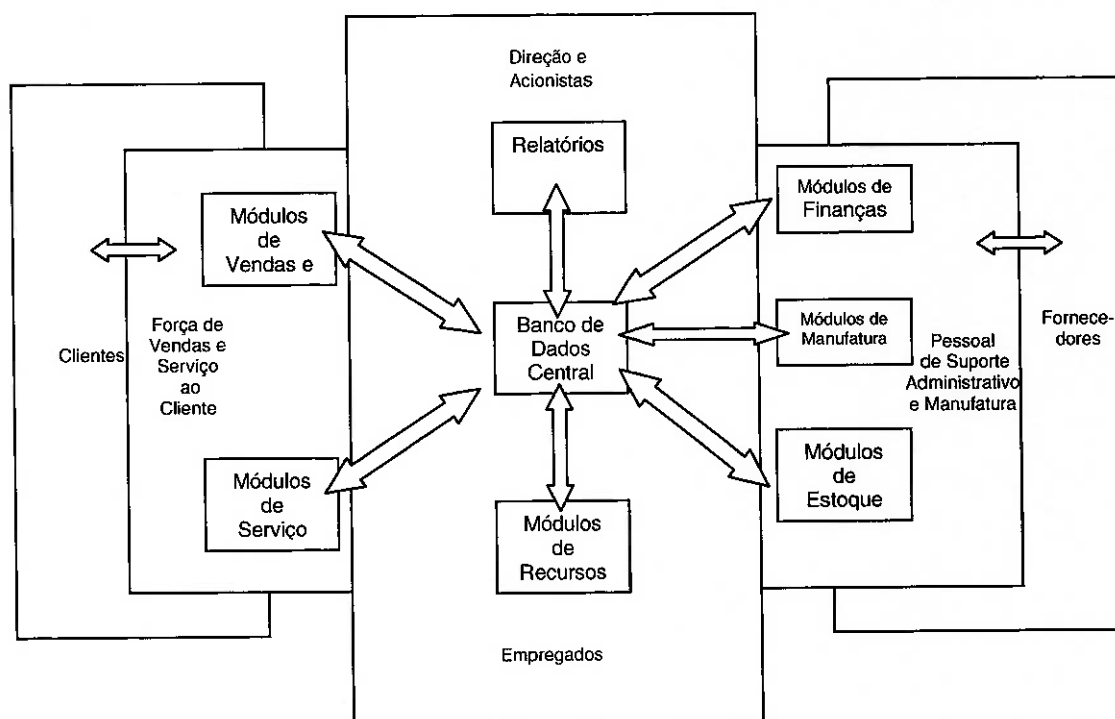 Direção e
Acionistas
Relatórios
Módulos
de
Vendas e
Módulos de
Finanças
Banco de
Dados
Central
Módulos de
Manufatura
Clientes
Força de
Vendas e
Serviço
ao
Cliente
Pessoal
de Suporte
Administrativo
e Manufatura
Fornece-
dores
Módulos
de
Serviço
Módulos
de
Recursos
Módulos
de
Estoque
Empregados